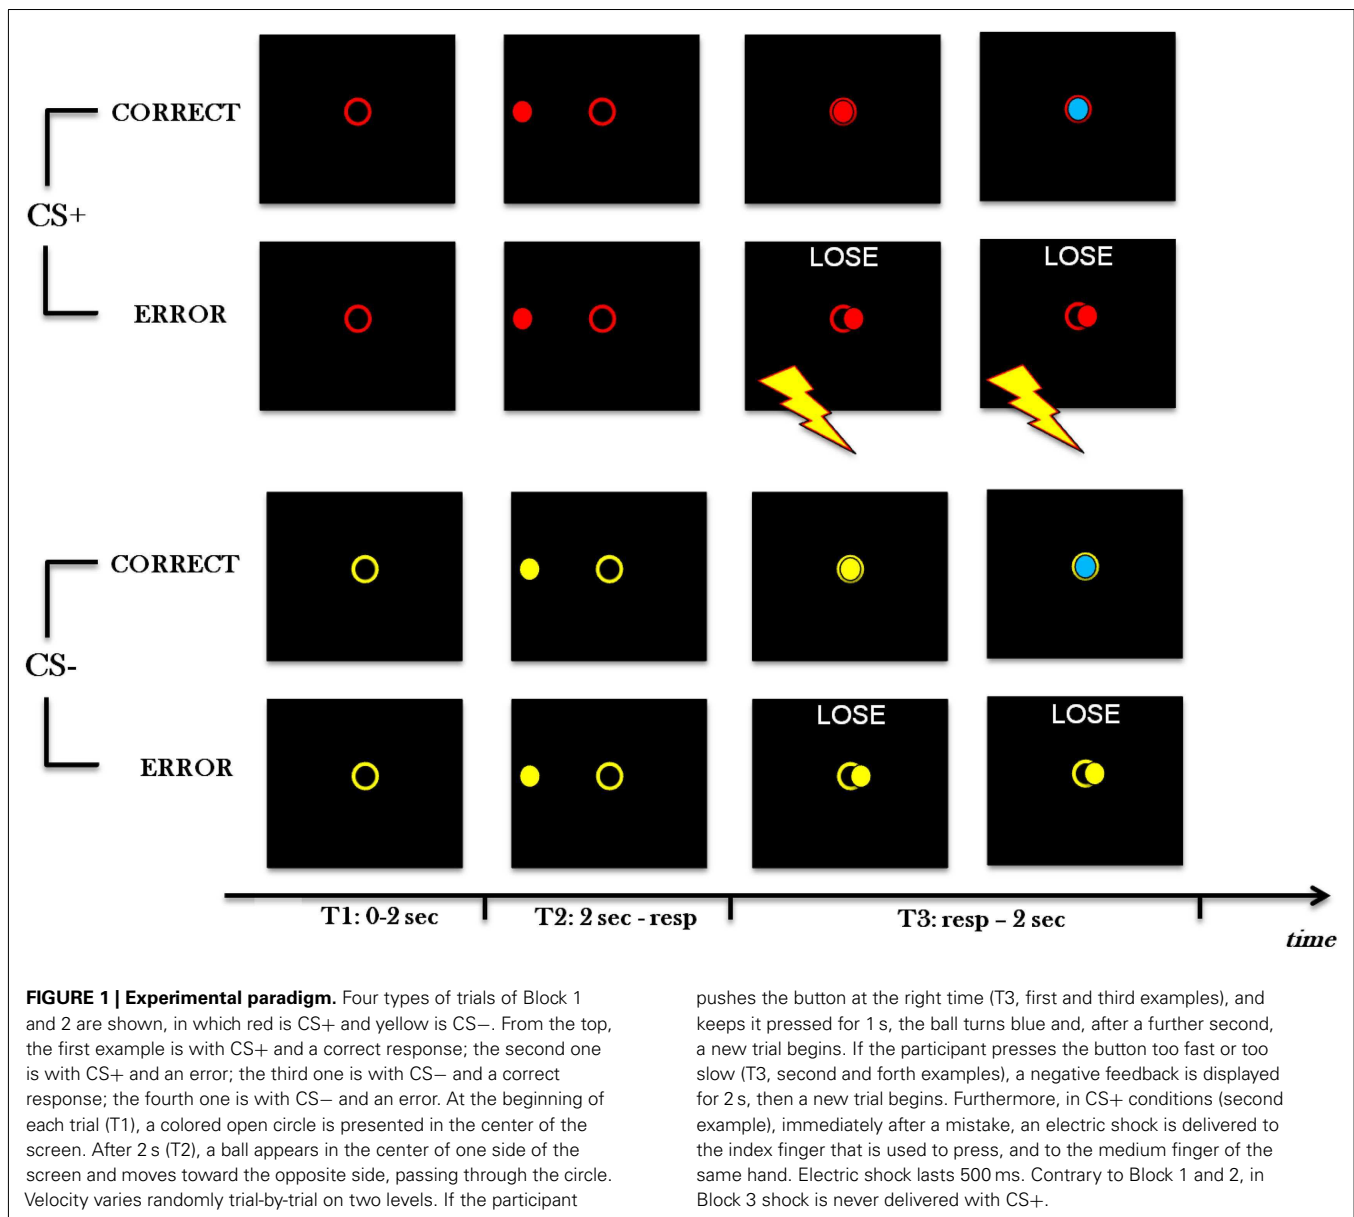 CORRECT
CS+
LOSE
LOSE
ERROR
CORRECT
CS-
LOSE
LOSE
ERROR
T1: 0-2 sec
T2: 2 sec - resp
T3: resp – 2 sec
time
FIGURE 1 | Experimental paradigm. Four types of trials of Block 1
and 2 are shown, in which red is CS+ and yellow is CS−. From the top,
the first example is with CS+ and a correct response; the second one
is with CS+ and an error; the third one is with CS− and a correct
response; the fourth one is with CS− and an error. At the beginning of
each trial (T1), a colored open circle is presented in the center of the
screen. After 2 s (T2), a ball appears in the center of one side of the
screen and moves toward the opposite side, passing through the circle.
Velocity varies randomly trial-by-trial on two levels. If the participant
pushes the button at the right time (T3, first and third examples), and
keeps it pressed for 1 s, the ball turns blue and, after a further second,
a new trial begins. If the participant presses the button too fast or too
slow (T3, second and forth examples), a negative feedback is displayed
for 2 s, then a new trial begins. Furthermore, in CS+ conditions (second
example), immediately after a mistake, an electric shock is delivered to
the index finger that is used to press, and to the medium finger of the
same hand. Electric shock lasts 500 ms. Contrary to Block 1 and 2, in
Block 3 shock is never delivered with CS+.